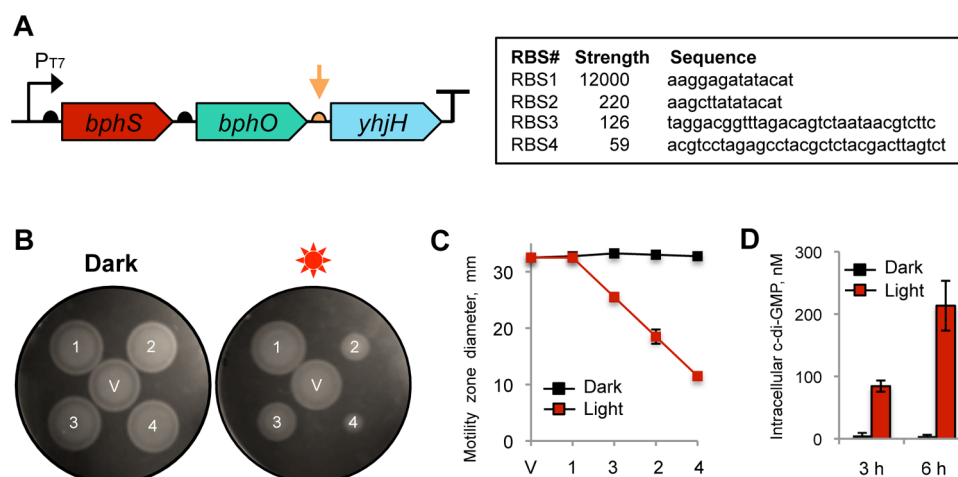 A
PT7
bphS
bphO
yhjH
RBS# Strength Sequence
RBS1 12000 aaggagatatacat
RBS2 220 aagcttatatacat
RBS3 126 taggacggtttagacagtctaataacgtcttc
RBS4 59 acgtcctagagcctacgctctacgacttagtct
B
Dark
1
2
V
3
4
1
2
V
3
4
C
Motility zone diameter, mm
30
20
10
0
Dark
Light
V 1 3 2 4
D
Intracellular c-di-GMP, nM
300
200
100
0
Dark
Light
3 h 6 h